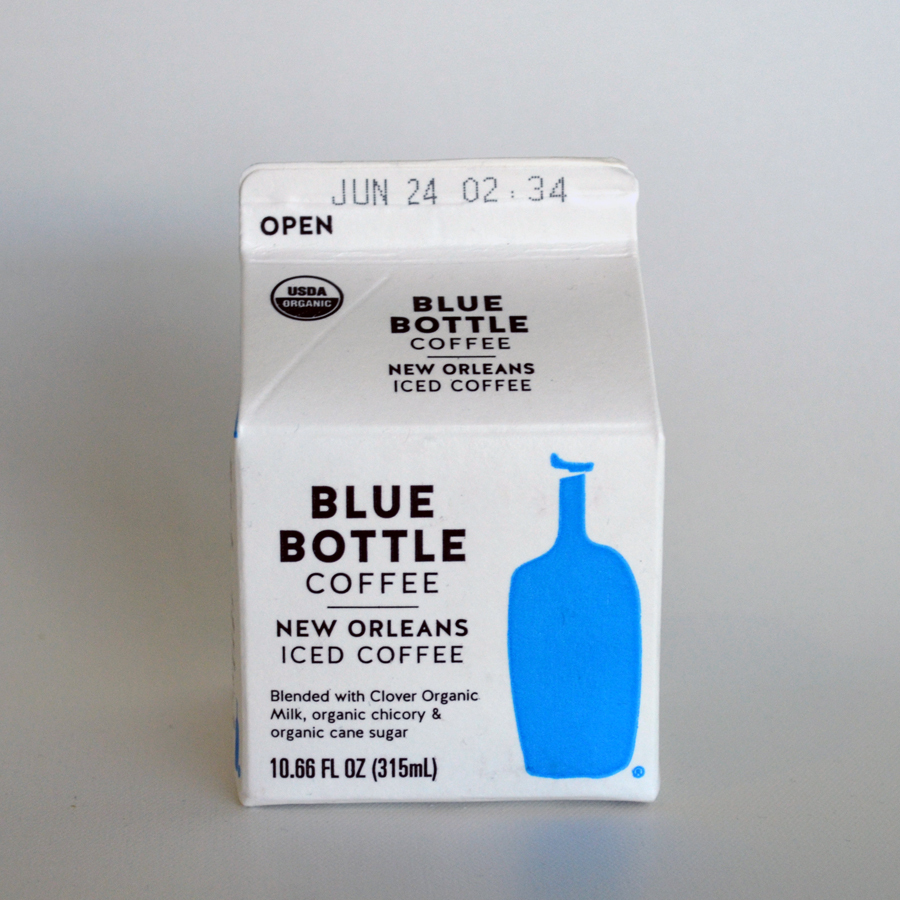 JUN 24 02:34
OPEN
USDA
ORGANIC
BLUE
BOTTLE
COFFEE
NEW ORLEANS
ICED COFFEE
BLUE
BOTTLE
COFFEE
NEW ORLEANS
ICED COFFEE
Blended with Clover Organic
Milk, organic chicory &
organic cane sugar
10.66 FL OZ (315mL)
®